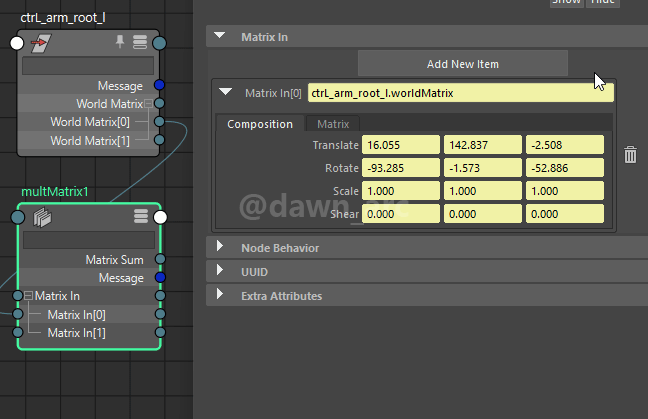 Show Hide
ctrL_arm_root_l
Message
World Matrix
World Matrix[0]
World Matrix[1]
multMatrix1
Matrix Sum
Message
Matrix In
Matrix In[0]
Matrix In[1]
Matrix In
Add New Item
Matrix In[0] ctrL_arm_root_l.worldMatrix
Composition Matrix
Translate 16.055 142.837 -2.508
Rotate -93.285 -1.573 -52.886
Scale 1.000 1.000 1.000
Shear 0.000 0.000 0.000
@dawn_arc
Node Behavior
UUID
Extra Attributes